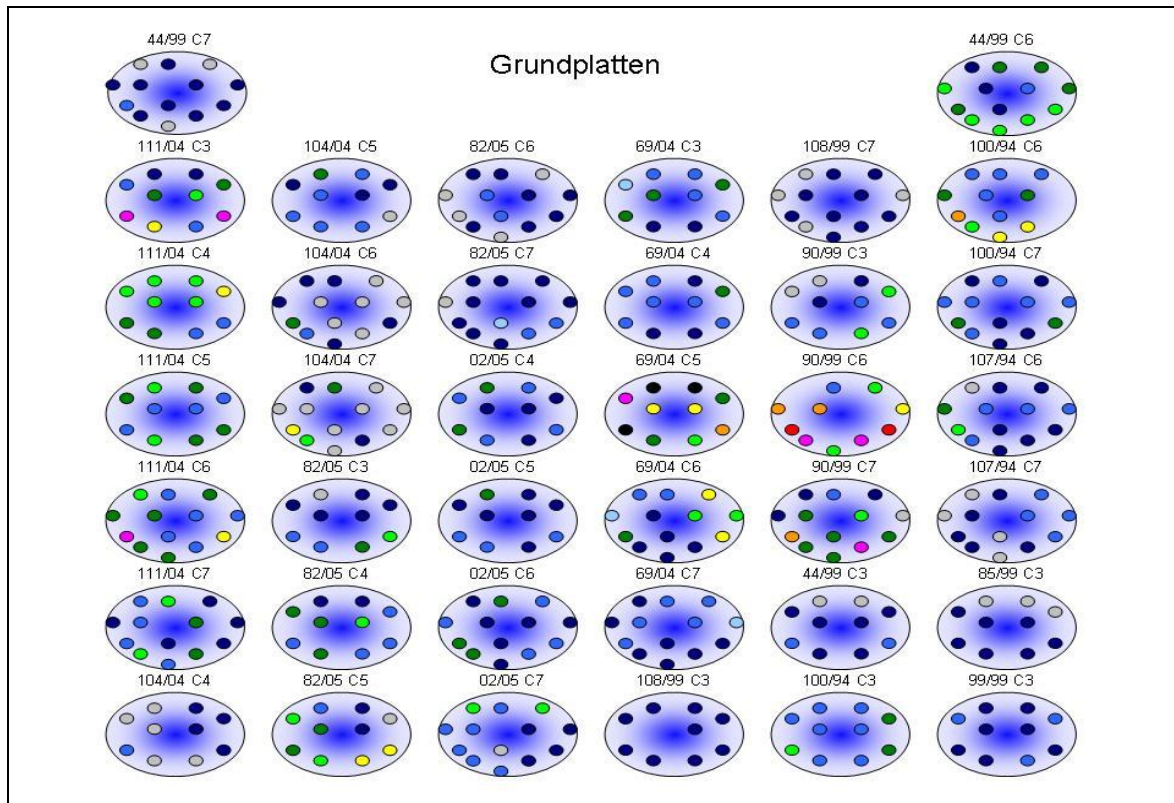 44/99 C7
Grundplatten
44/99 C6
111/04 C3 104/04 C5 82/05 C6 69/04 C3 108/99 C7 100/94 C6
111/04 C4 104/04 C6 82/05 C7 69/04 C4 90/99 C3 100/94 C7
111/04 C5 104/04 C7 02/05 C4 69/04 C5 90/99 C6 107/94 C6
111/04 C6 82/05 C3 02/05 C5 69/04 C6 90/99 C7 107/94 C7
111/04 C7 82/05 C4 02/05 C6 69/04 C7 44/99 C3 85/99 C3
104/04 C4 82/05 C5 02/05 C7 108/99 C3 100/94 C3 99/99 C3